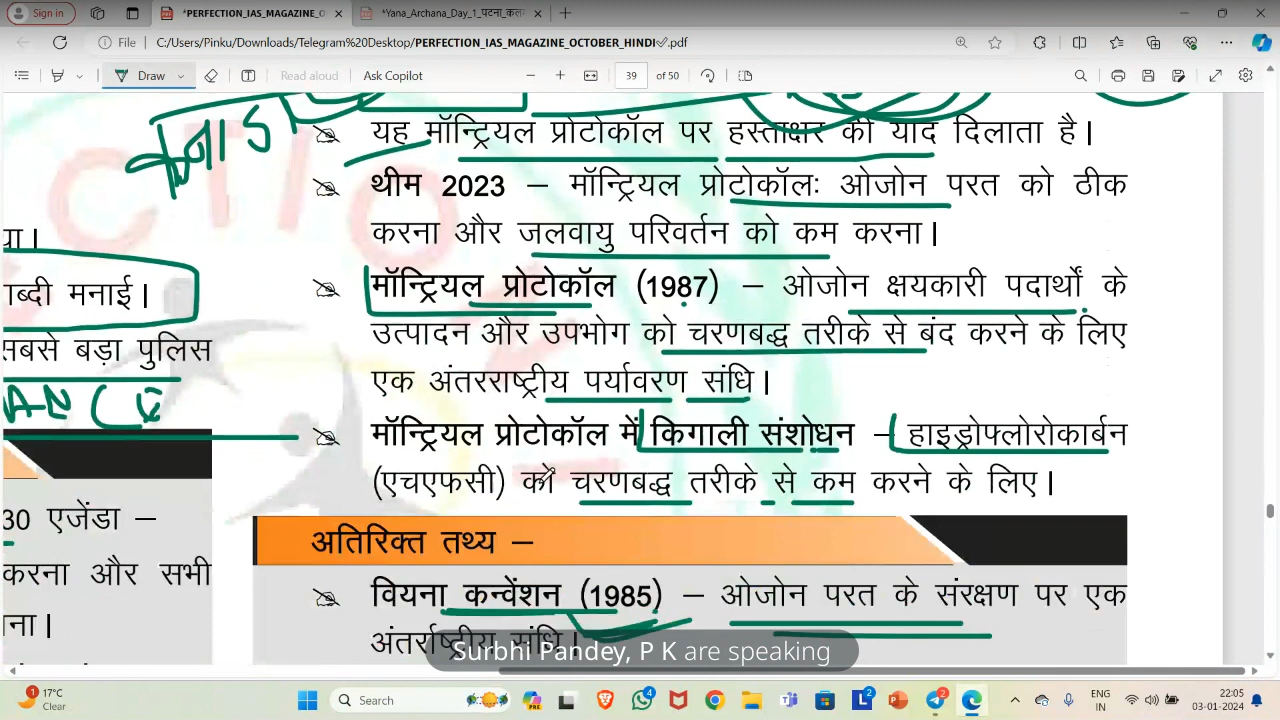 Sign in
*PERFECTION_IAS_MAGAZINE_O
*Yana_Archana_Day_1_पटना_कलम
File
C:/Users/Pinku/Downloads/Telegram%20Desktop/PERFECTION_IAS_MAGAZINE_OCTOBER_HINDI✓.pdf
Draw
Read aloud
Ask Copilot
39 of 50
यह मॉन्ट्रियल प्रोटोकॉल पर हस्ताक्षर की याद दिलाता है।
थीम 2023 – मॉन्ट्रियल प्रोटोकॉलः ओजोन परत को ठीक
करना और जलवायु परिवर्तन को कम करना।
मॉन्ट्रियल प्रोटोकॉल (1987) – ओजोन क्षयकारी पदार्थों के
उत्पादन और उपभोग को चरणबद्ध तरीके से बंद करने के लिए
एक अंतरराष्ट्रीय पर्यावरण संधि।
मॉन्ट्रियल प्रोटोकॉल में किगाली संशोधन – हाइड्रोफ्लोरोकार्बन
(एचएफसी) को चरणबद्ध तरीके से कम करने के लिए।
अतिरिक्त तथ्य –
वियना कन्वेंशन (1985) – ओजोन परत के संरक्षण पर एक
अंतर्राष्ट्रीय संधि।
या।
ाब्दी मनाई।
सबसे बड़ा पुलिस
30 एजेंडा –
करना और सभी
ाना।
Surbhi Pandey, P K are speaking
1
17°C
Clear
Search
4
2
2
ENG
IN
22:05
03-01-2024